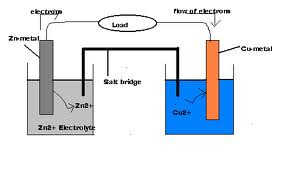 electrons
flow of electrons
Load
Zn-metal
Cu-metal
Salt bridge
Zn2+
Cu2+
Zn2+ Electrolyte